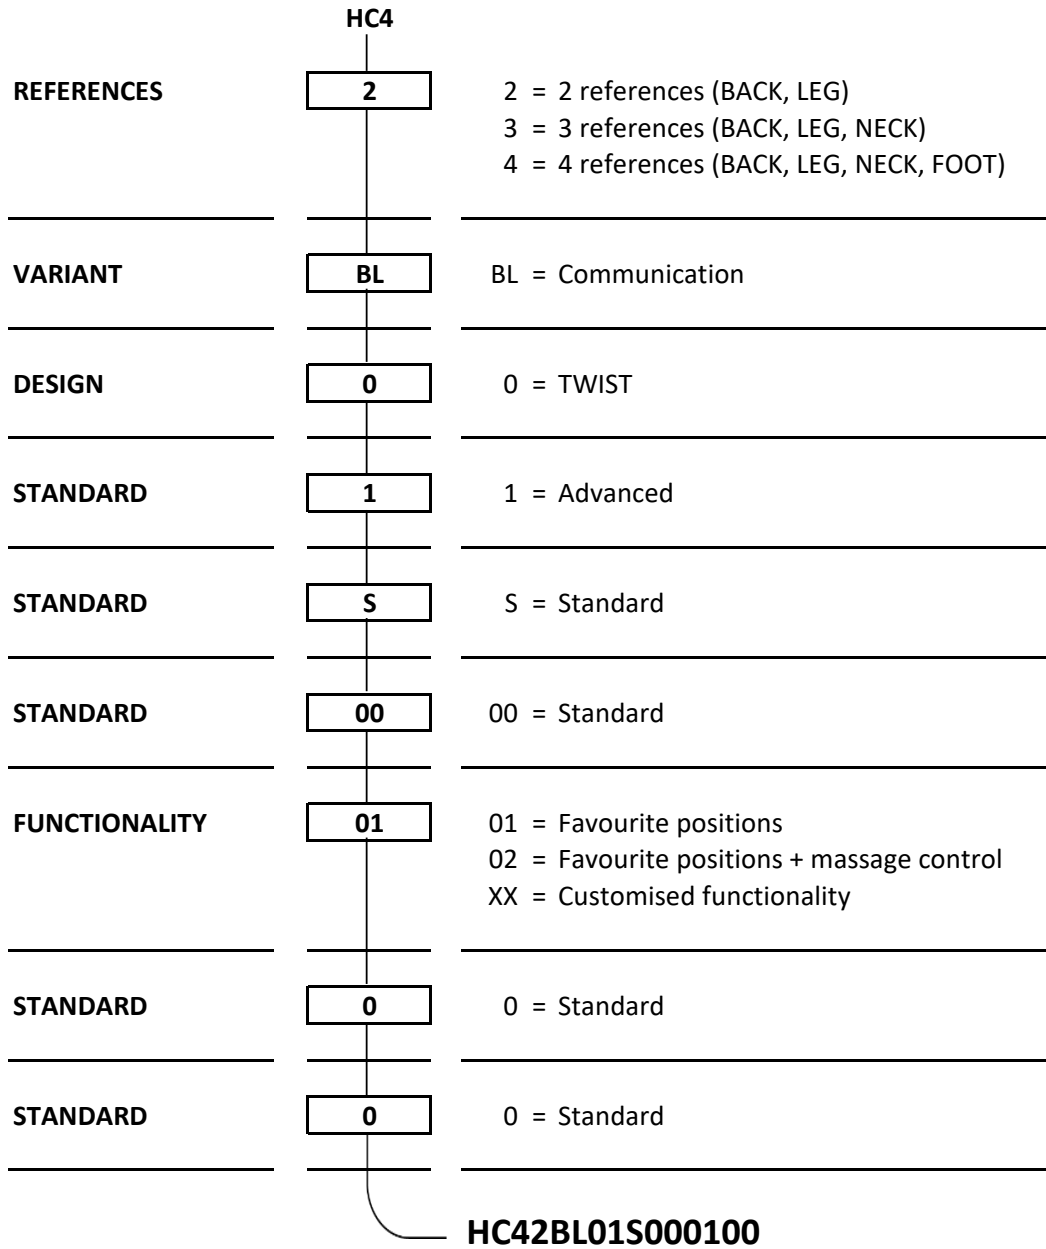 HC4
REFERENCES 2 2 = 2 references (BACK, LEG)
3 = 3 references (BACK, LEG, NECK)
4 = 4 references (BACK, LEG, NECK, FOOT)
VARIANT BL BL = Communication
DESIGN 0 0 = TWIST
STANDARD 1 1 = Advanced
STANDARD S S = Standard
STANDARD 00 00 = Standard
FUNCTIONALITY 01 01 = Favourite positions
02 = Favourite positions + massage control
XX = Customised functionality
STANDARD 0 0 = Standard
STANDARD 0 0 = Standard
HC42BL01S000100